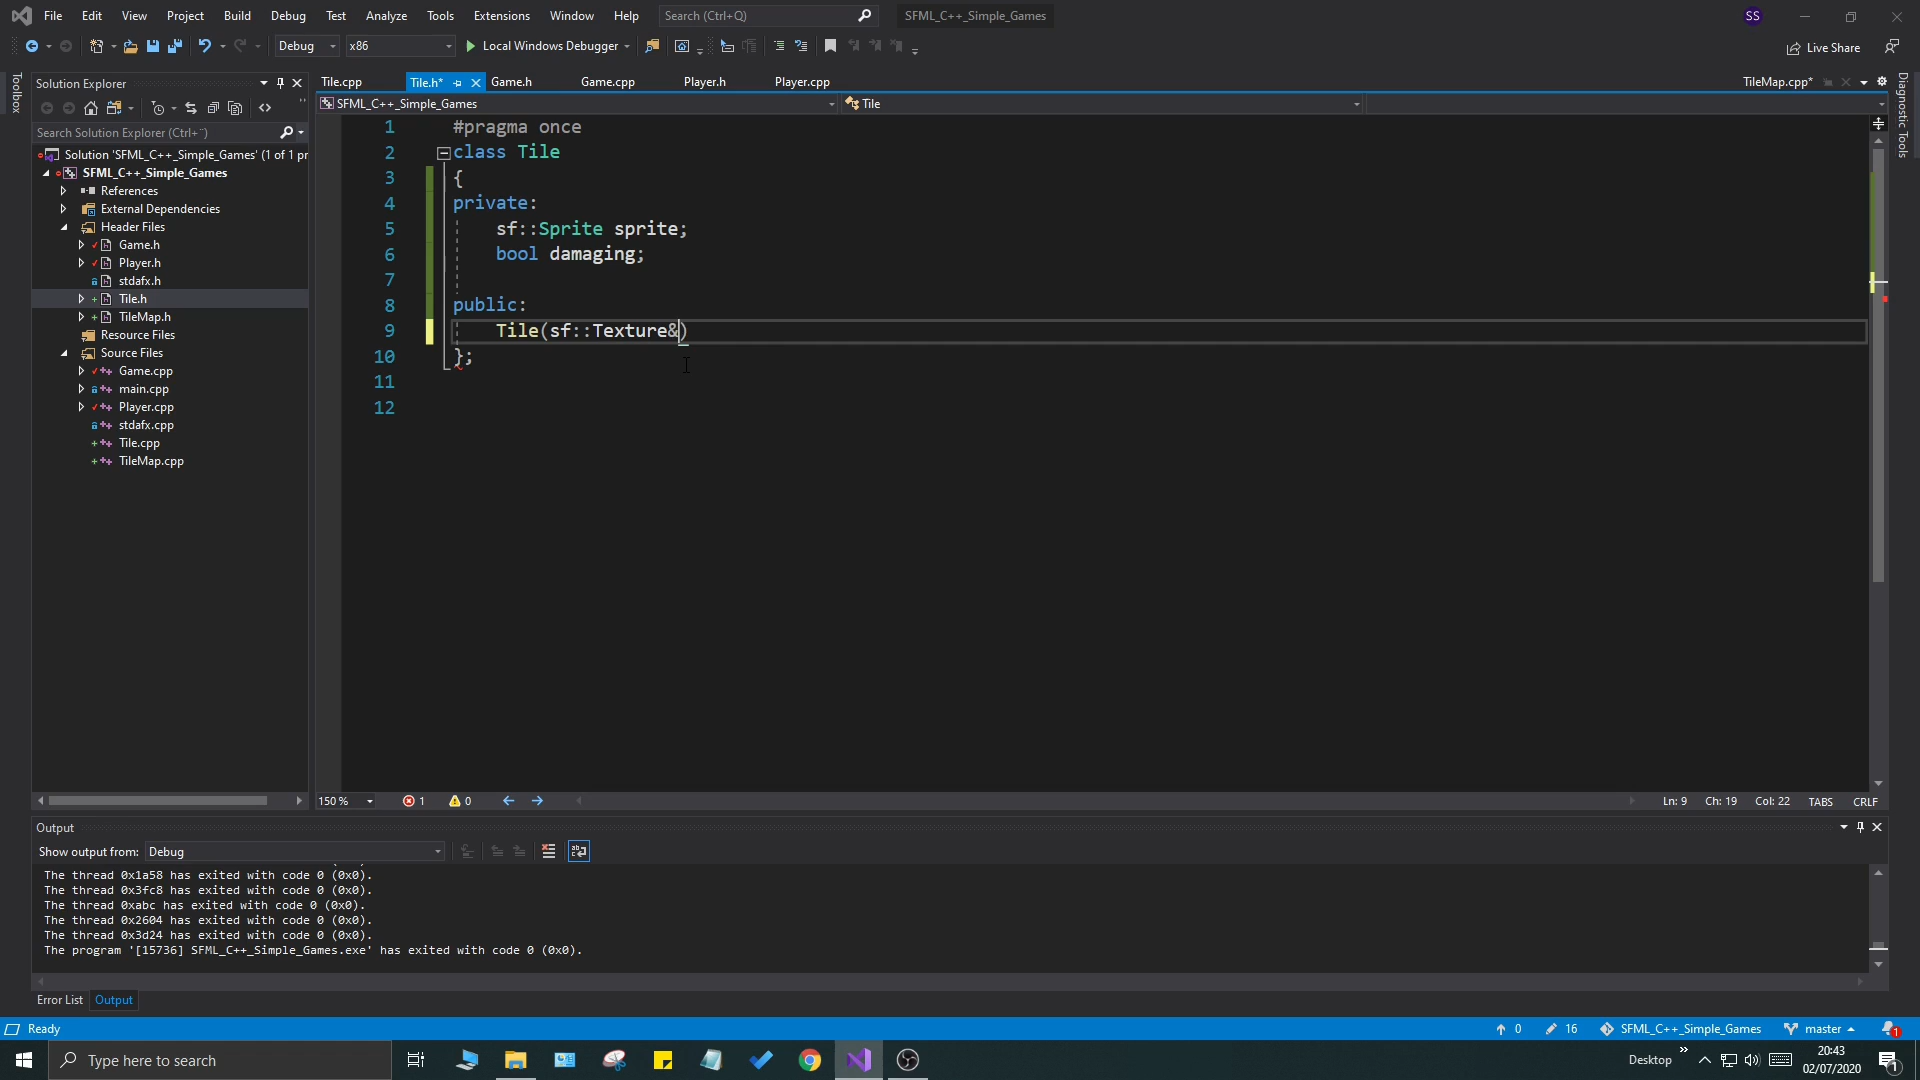 File Edit View Project Build Debug Test Analyze Tools Extensions Window Help Search (Ctrl+Q) SFML_C++_Simple_Games SS
Debug x86 Local Windows Debugger Live Share
Toolbox
Solution Explorer
Search Solution Explorer (Ctrl+¨)
Solution 'SFML_C++_Simple_Games' (1 of 1 pr
SFML_C++_Simple_Games
References
External Dependencies
Header Files
Game.h
Player.h
stdafx.h
Tile.h
TileMap.h
Resource Files
Source Files
Game.cpp
main.cpp
Player.cpp
stdafx.cpp
Tile.cpp
TileMap.cpp
Tile.cpp Tile.h* Game.h Game.cpp Player.h Player.cpp TileMap.cpp*
SFML_C++_Simple_Games Tile
Diagnostic Tools
1 #pragma once
2 class Tile
3 {
4 private:
5 sf::Sprite sprite;
6 bool damaging;
7
8 public:
9 Tile(sf::Texture&)
10 };
11
12
150 % 1 0 Ln: 9 Ch: 19 Col: 22 TABS CRLF
Output
Show output from: Debug
The thread 0x1a58 has exited with code 0 (0x0).
The thread 0x3fc8 has exited with code 0 (0x0).
The thread 0xabc has exited with code 0 (0x0).
The thread 0x2604 has exited with code 0 (0x0).
The thread 0x3d24 has exited with code 0 (0x0).
The program '[15736] SFML_C++_Simple_Games.exe' has exited with code 0 (0x0).
Error List Output
Ready 0 16 SFML_C++_Simple_Games master 1
Type here to search Desktop 20:43
02/07/2020 1